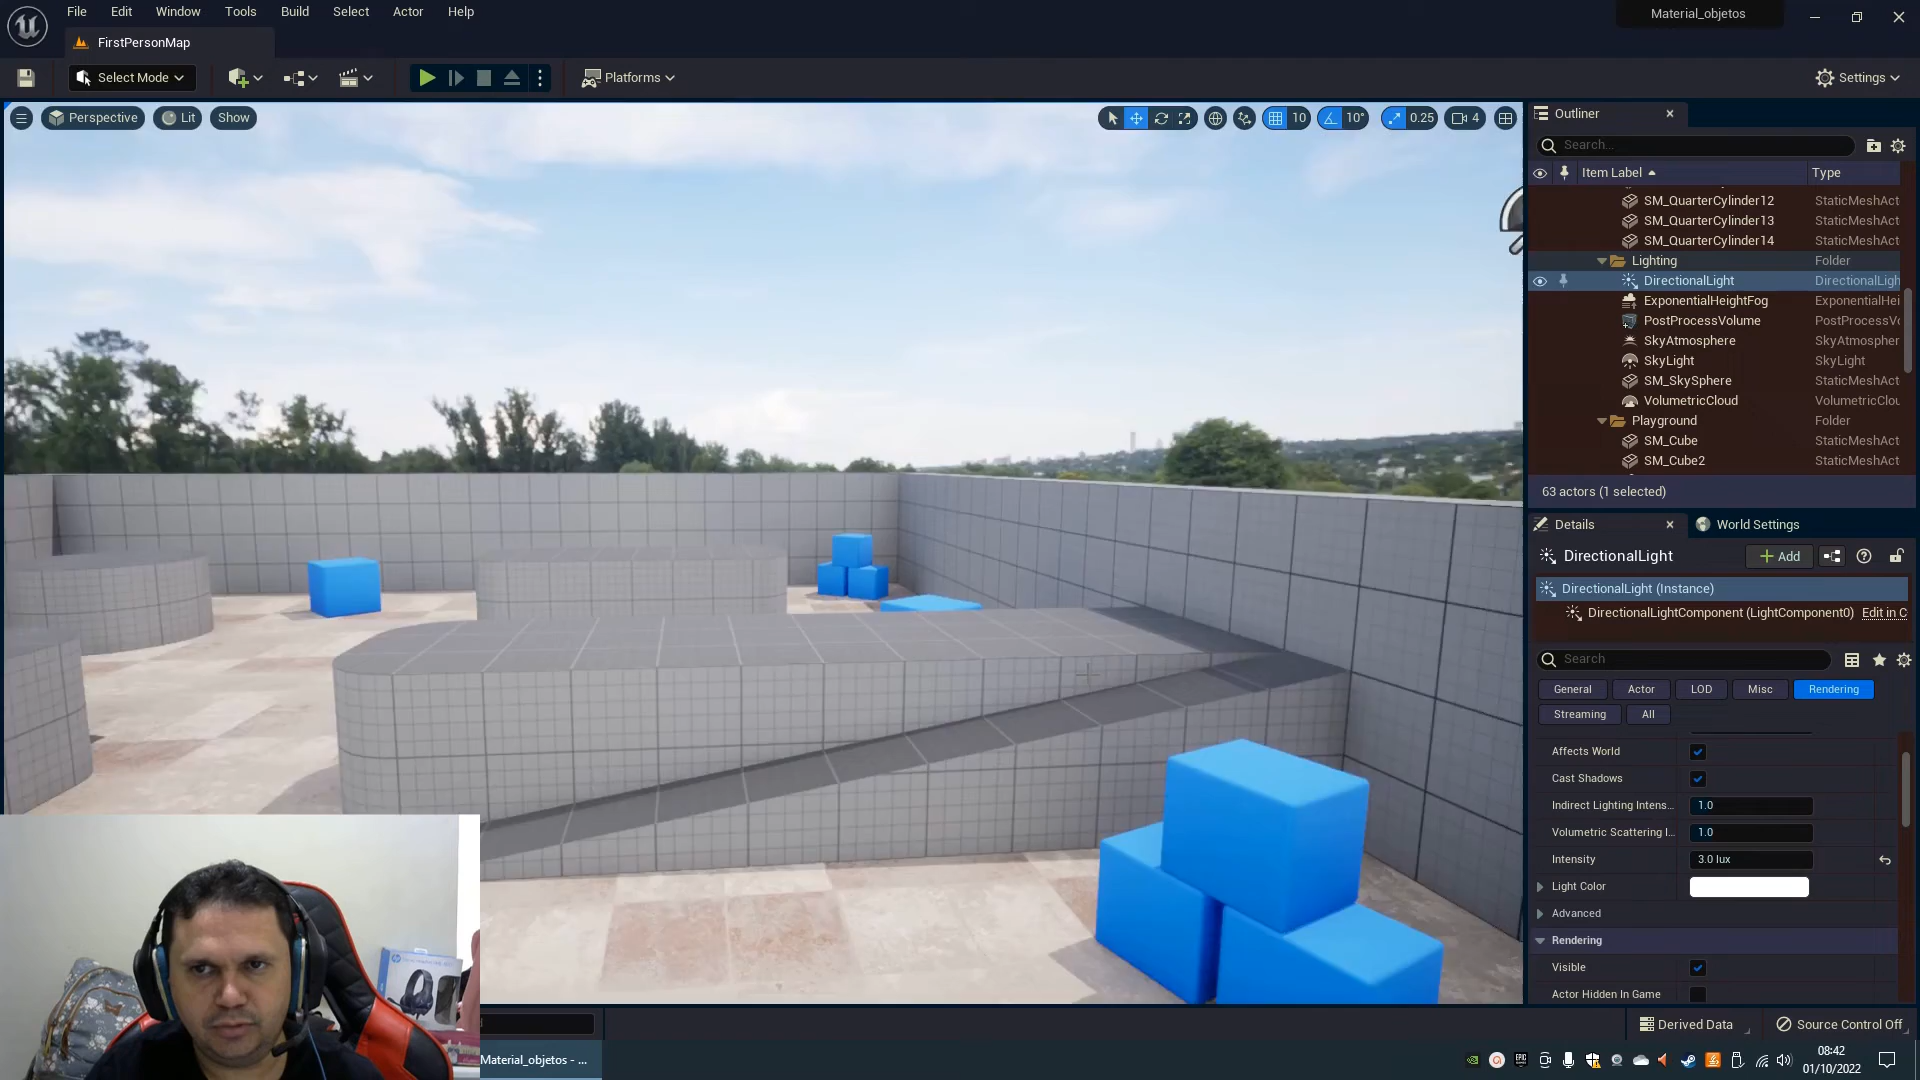 File Edit Window Tools Build Select Actor Help
Material_objetos
FirstPersonMap
Select Mode
Platforms
Settings
Perspective
Lit
Show
10
10°
0.25
4
Outliner
Search...
Item Label
Type
SM_QuarterCylinder12 StaticMeshAct
SM_QuarterCylinder13 StaticMeshAct
SM_QuarterCylinder14 StaticMeshAct
Lighting Folder
DirectionalLight DirectionalLigh
ExponentialHeightFog ExponentialHei
PostProcessVolume PostProcessVo
SkyAtmosphere SkyAtmospher
SkyLight SkyLight
SM_SkySphere StaticMeshAct
VolumetricCloud VolumetricClou
Playground Folder
SM_Cube StaticMeshAct
SM_Cube2 StaticMeshAct
63 actors (1 selected)
Details
World Settings
DirectionalLight
Add
DirectionalLight (Instance)
DirectionalLightComponent (LightComponent0) Edit in C
Search
General Actor LOD Misc Rendering
Streaming All
Affects World
Cast Shadows
Indirect Lighting Intens... 1.0
Volumetric Scattering I... 1.0
Intensity 3.0 lux
Light Color
Advanced
Rendering
Visible
Actor Hidden In Game
Derived Data
Source Control Off
Material_objetos - ...
08:42
01/10/2022